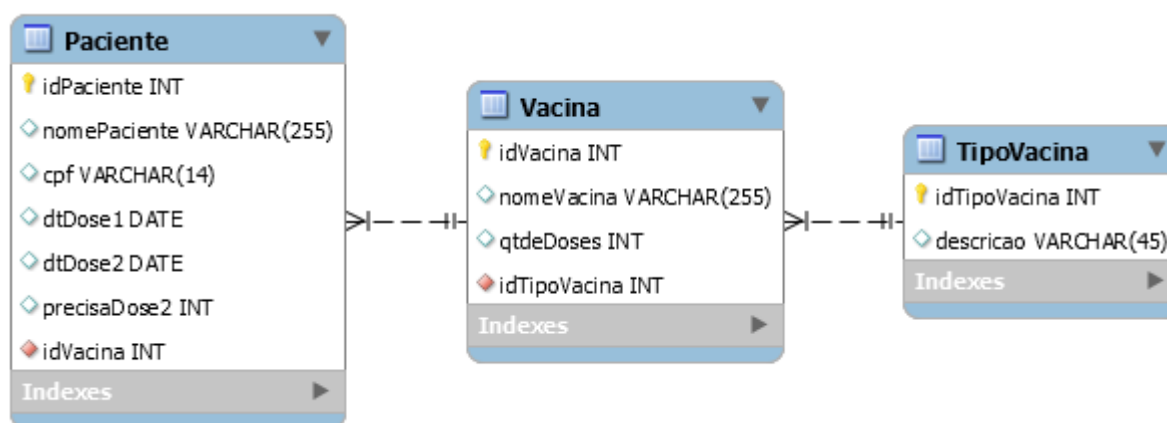 Paciente
idPaciente INT
nomePaciente VARCHAR(255)
cpf VARCHAR(14)
dtDose1 DATE
dtDose2 DATE
precisaDose2 INT
idVacina INT
Indexes
Vacina
idVacina INT
nomeVacina VARCHAR(255)
qtdeDoses INT
idTipoVacina INT
Indexes
TipoVacina
idTipoVacina INT
descricao VARCHAR(45)
Indexes